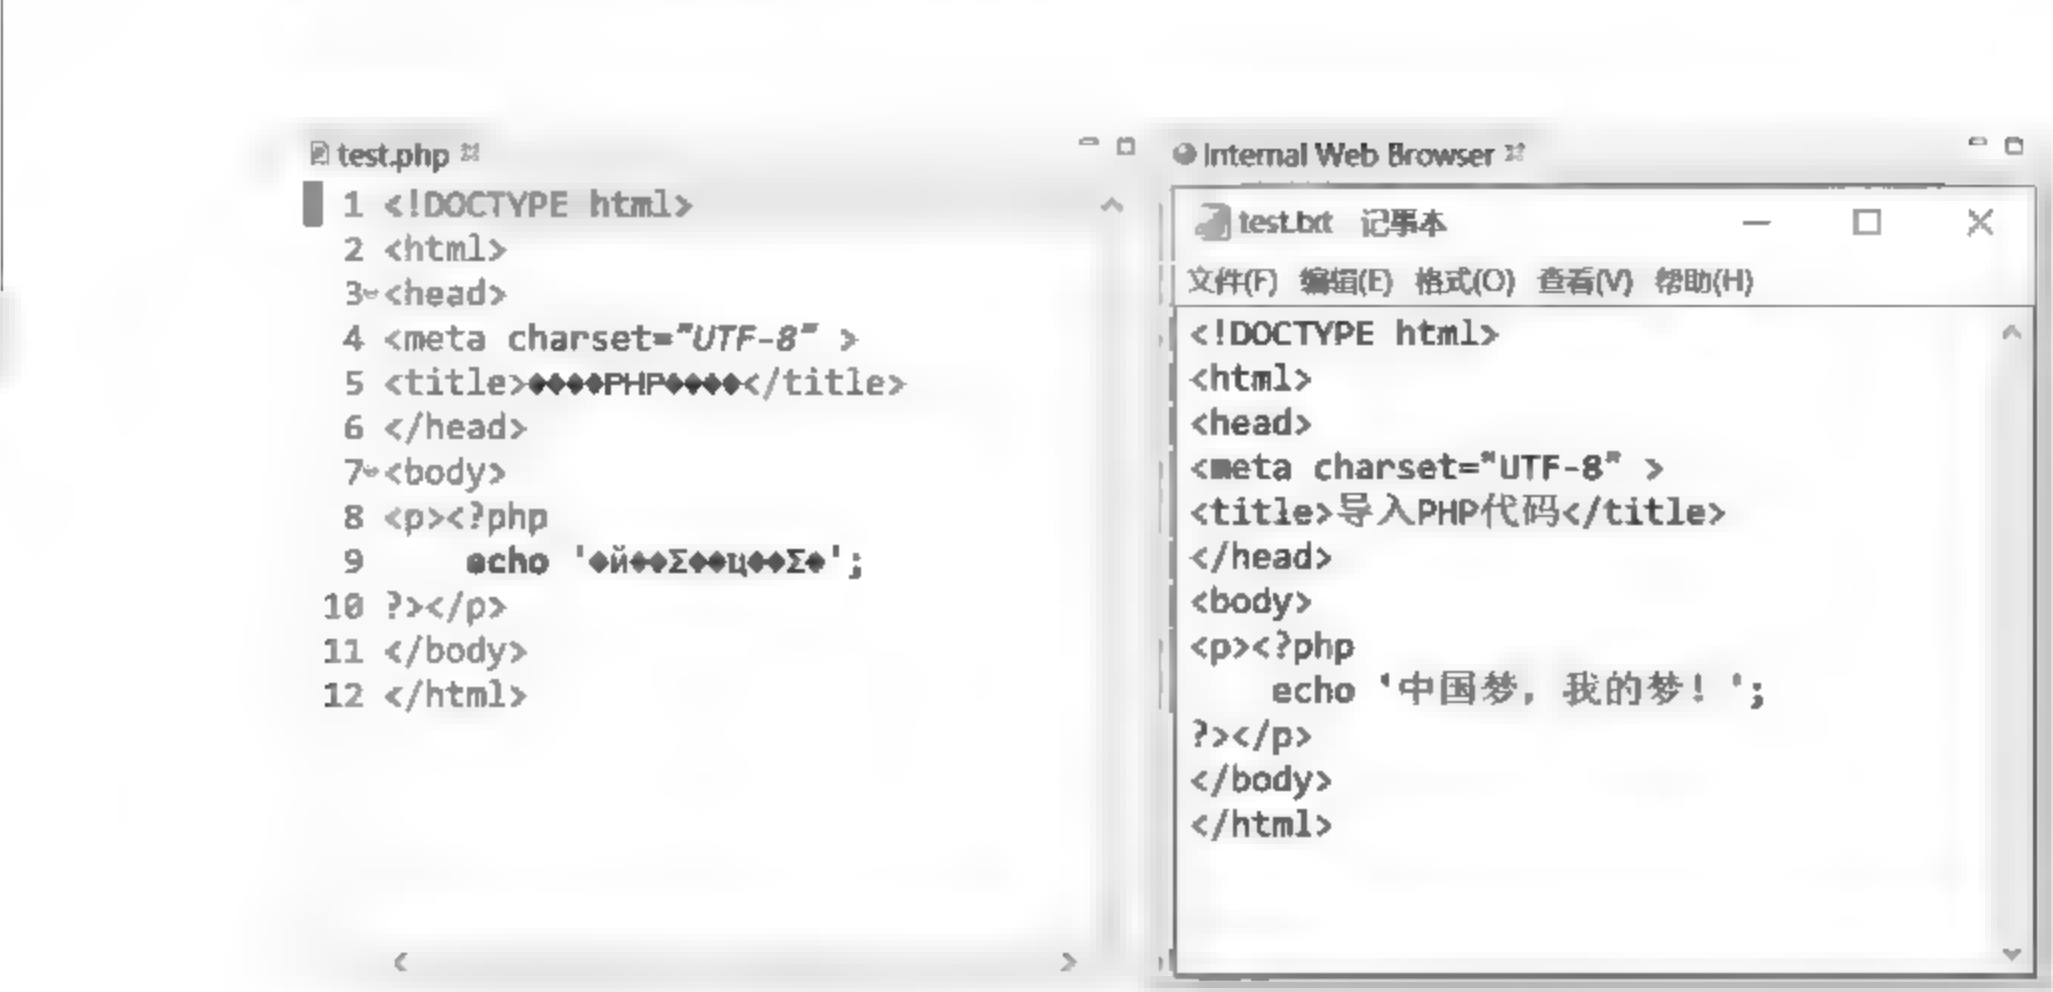 test.php
1 <!DOCTYPE html>
2 <html>
3 <head>
4 <meta charset="UTF-8" >
5 <title>����PHP����</title>
6 </head>
7 <body>
8 <p><?php
9     echo '�й��Σ��ҵ��Σ�';
10 ?></p>
11 </body>
12 </html>
Internal Web Browser
test.txt 记事本
文件(F) 编辑(E) 格式(O) 查看(V) 帮助(H)
<!DOCTYPE html>
<html>
<head>
<meta charset="UTF-8" >
<title>导入PHP代码</title>
</head>
<body>
<p><?php
    echo '中国梦，我的梦！';
?></p>
</body>
</html>